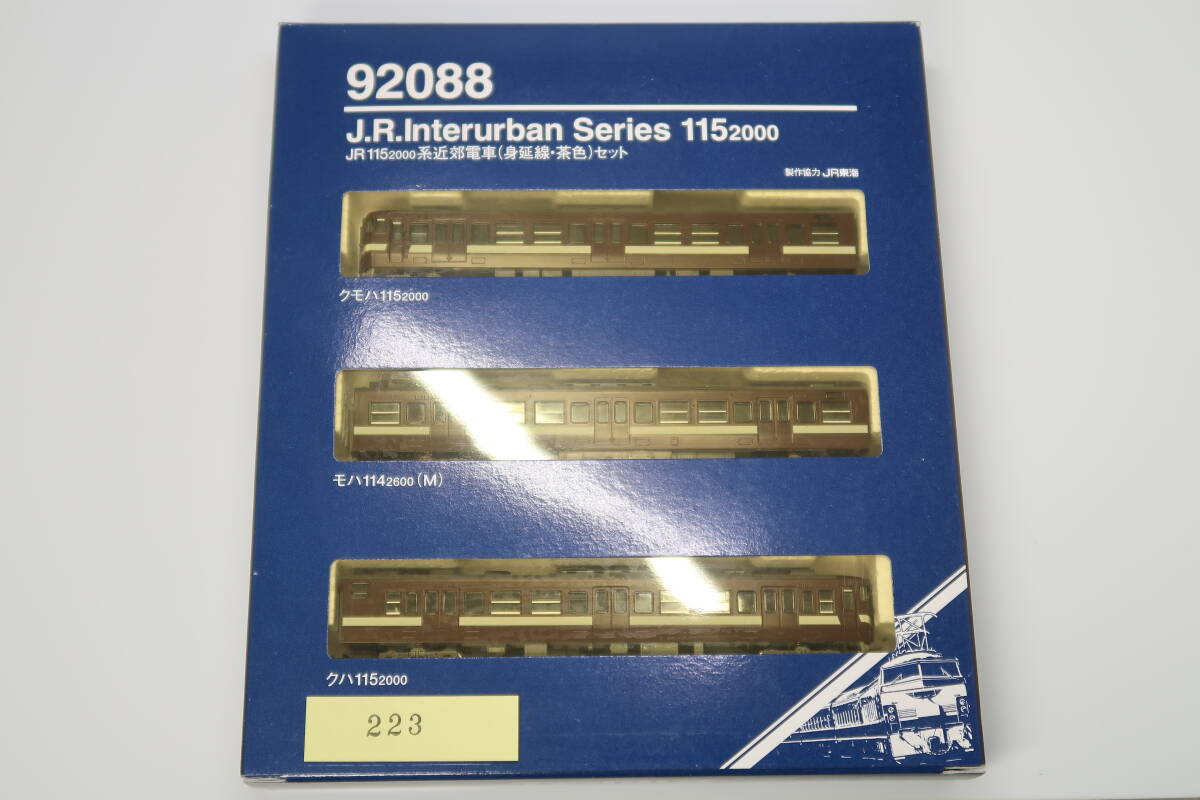 92088
J.R.Interurban Series 115 2000
JR115 2000系近郊電車(身延線・茶色)セット
製作協力 JR東海
クモハ115 2000
モハ114 2600(M)
クハ115 2000
223